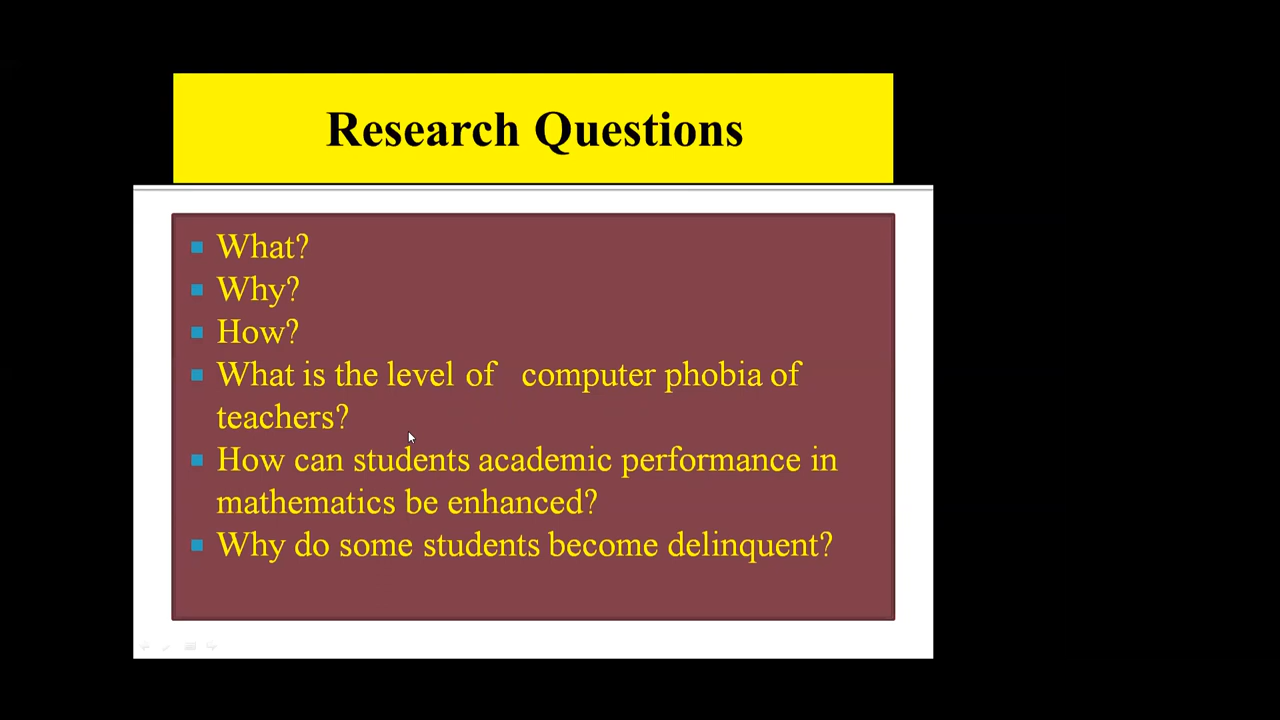 Research Questions
What?
Why?
How?
What is the level of computer phobia of
teachers?
How can students academic performance in
mathematics be enhanced?
Why do some students become delinquent?